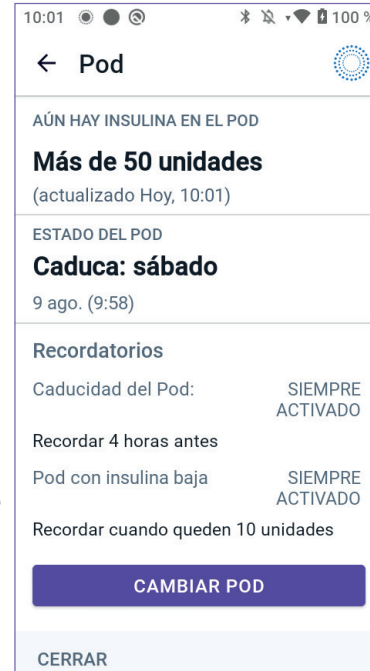 10:01 100 %
Pod
AÚN HAY INSULINA EN EL POD
Más de 50 unidades
(actualizado Hoy, 10:01)
ESTADO DEL POD
Caduca: sábado
9 ago. (9:58)
Recordatorios
Caducidad del Pod: SIEMPRE
ACTIVADO
Recordar 4 horas antes
Pod con insulina baja SIEMPRE
ACTIVADO
Recordar cuando queden 10 unidades
CAMBIAR POD
CERRAR